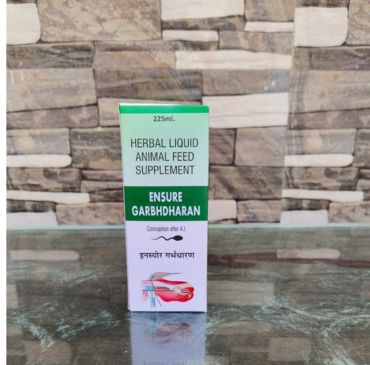 225ml.
HERBAL LIQUID
ANIMAL FEED
SUPPLEMENT
ENSURE
GARBHDHARAN
Conception after A.I.
इनस्योर गर्भधारण